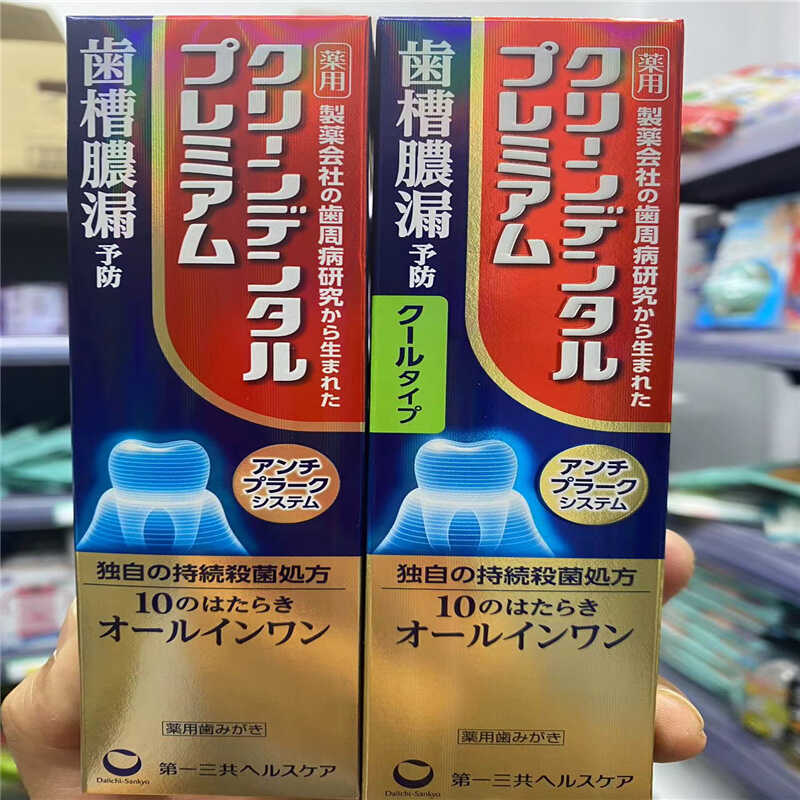 薬用
製薬会社の歯周病研究から生まれた
クリーンデンタル
プレミアム
歯槽膿漏予防
アンチ
プラーク
システム
独自の持続殺菌処方
10のはたらき
オールインワン
薬用歯みがき
Daiichi-Sankyo
第一三共ヘルスケア
薬用
製薬会社の歯周病研究から生まれた
クリーンデンタル
プレミアム
歯槽膿漏予防
クールタイプ
アンチ
プラーク
システム
独自の持続殺菌処方
10のはたらき
オールインワン
薬用歯みがき
Daiichi-Sankyo
第一三共ヘルスケア